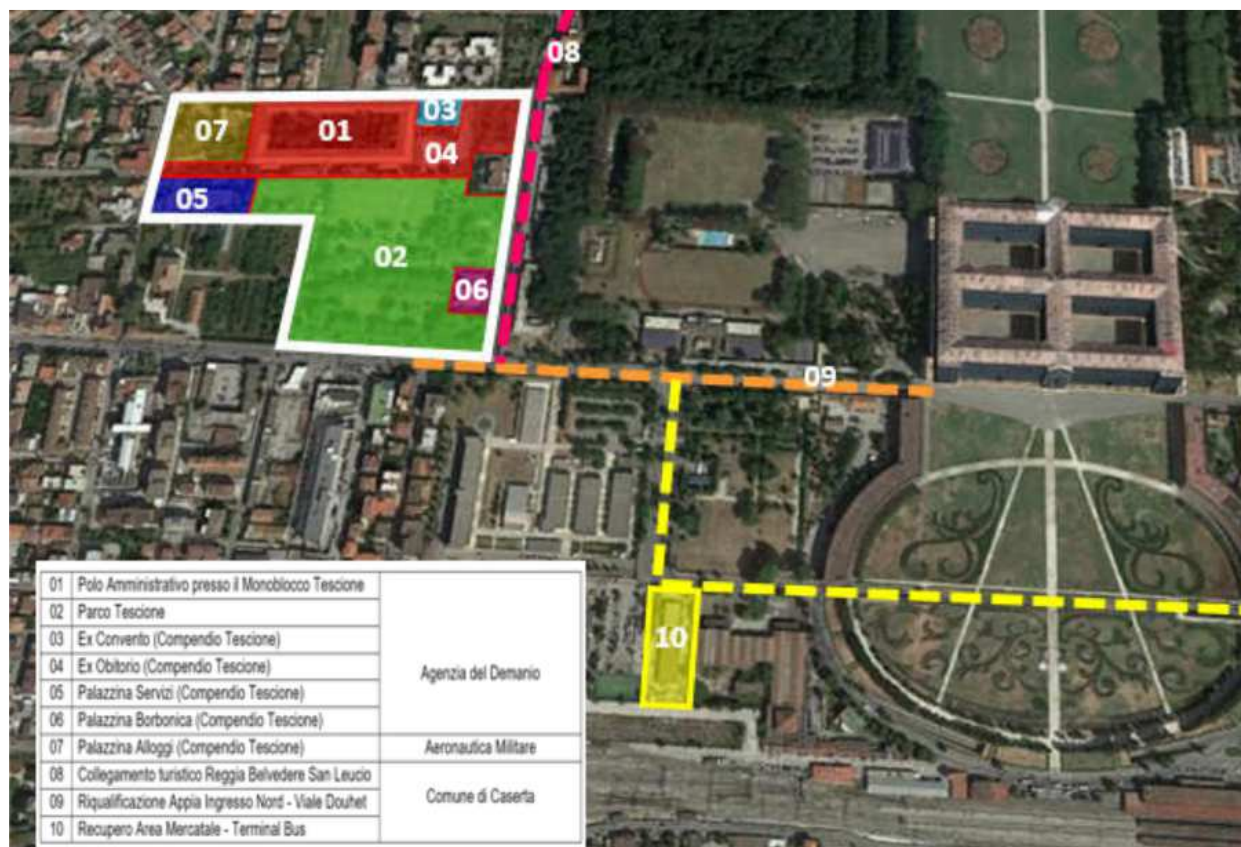 08
03
07
01
04
05
02
06
09
10
01 Polo Amministrativo presso il Monoblocco Tescione
02 Parco Tescione
03 Ex Convento (Compendio Tescione)
04 Ex Obitorio (Compendio Tescione)
05 Palazzina Servizi (Compendio Tescione)
06 Palazzina Borbonica (Compendio Tescione)
Agenzia del Demanio
07 Palazzina Alloggi (Compendio Tescione) Aeronautica Militare
08 Collegamento turistico Reggia Belvedere San Leucio
09 Riqualificazione Appia Ingresso Nord - Viale Douhet
10 Recupero Area Mercatale - Terminal Bus
Comune di Caserta